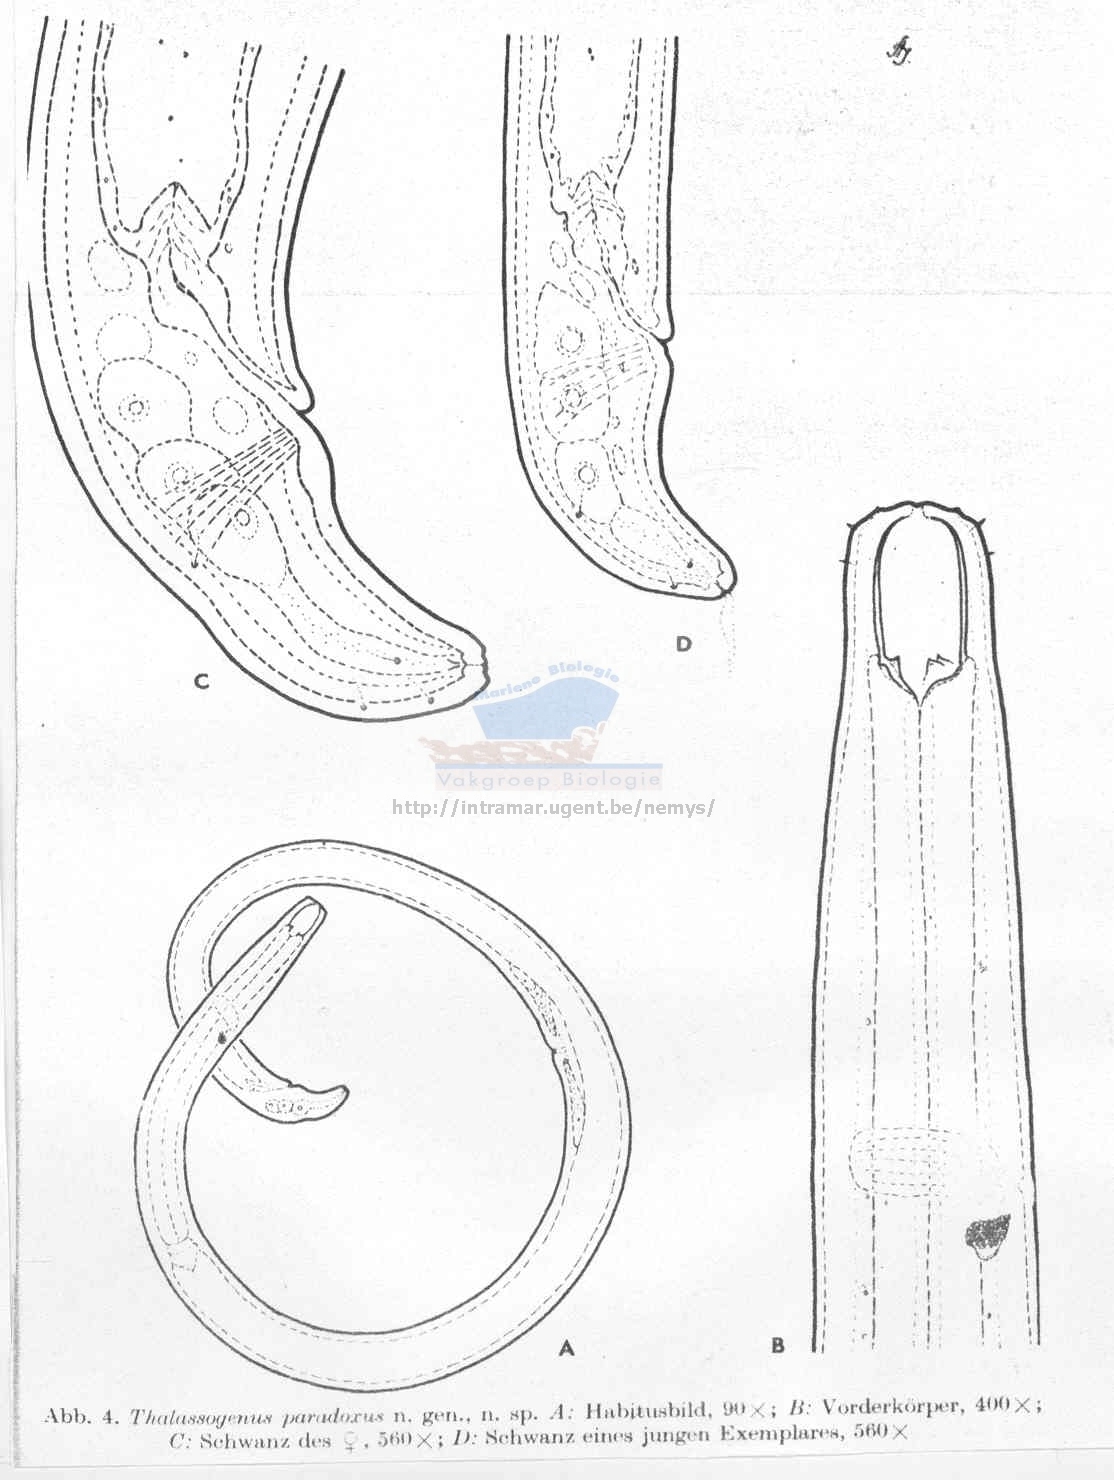 C
D
Mariene Biologie
Vakgroep Biologie
http://intramar.ugent.be/nemys/
A
B
Abb. 4. Thalassogenus paradoxus n. gen., n. sp. A: Habitusbild, 90×; B: Vorderkörper, 400×;
C: Schwanz des ♀, 560×; D: Schwanz eines jungen Exemplares, 560×